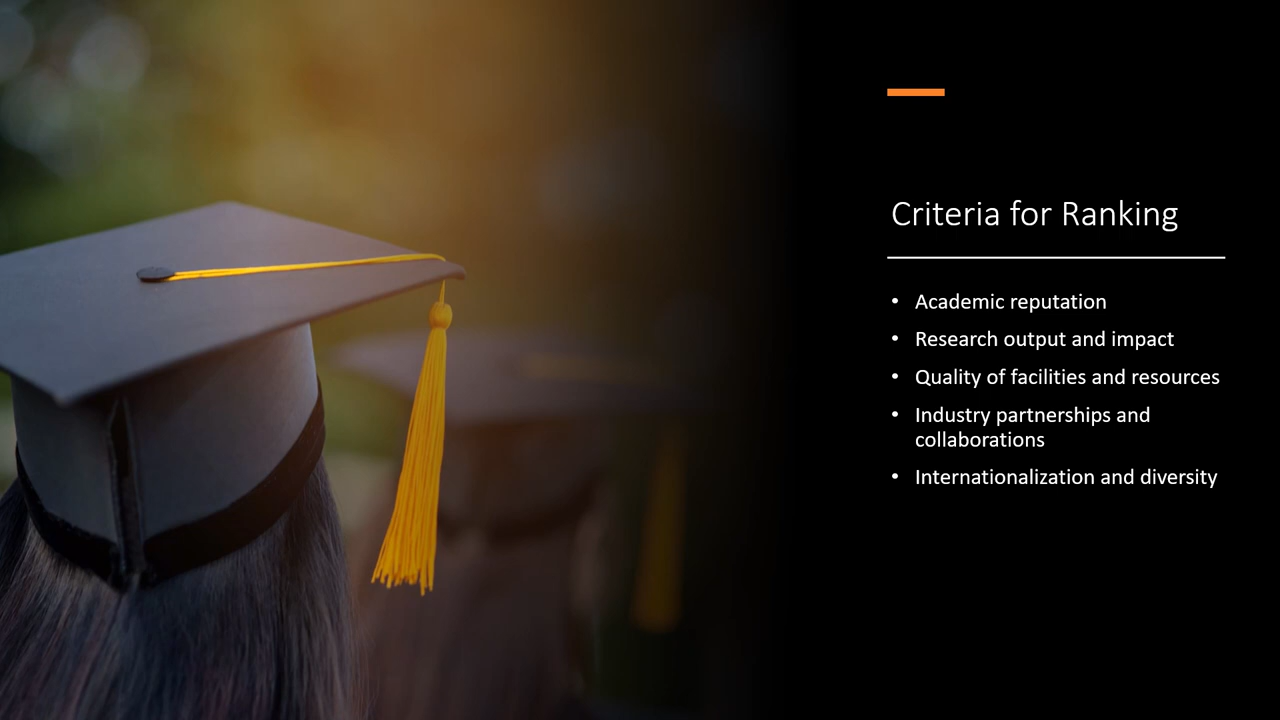 Criteria for Ranking
• Academic reputation
• Research output and impact
• Quality of facilities and resources
• Industry partnerships and
collaborations
• Internationalization and diversity